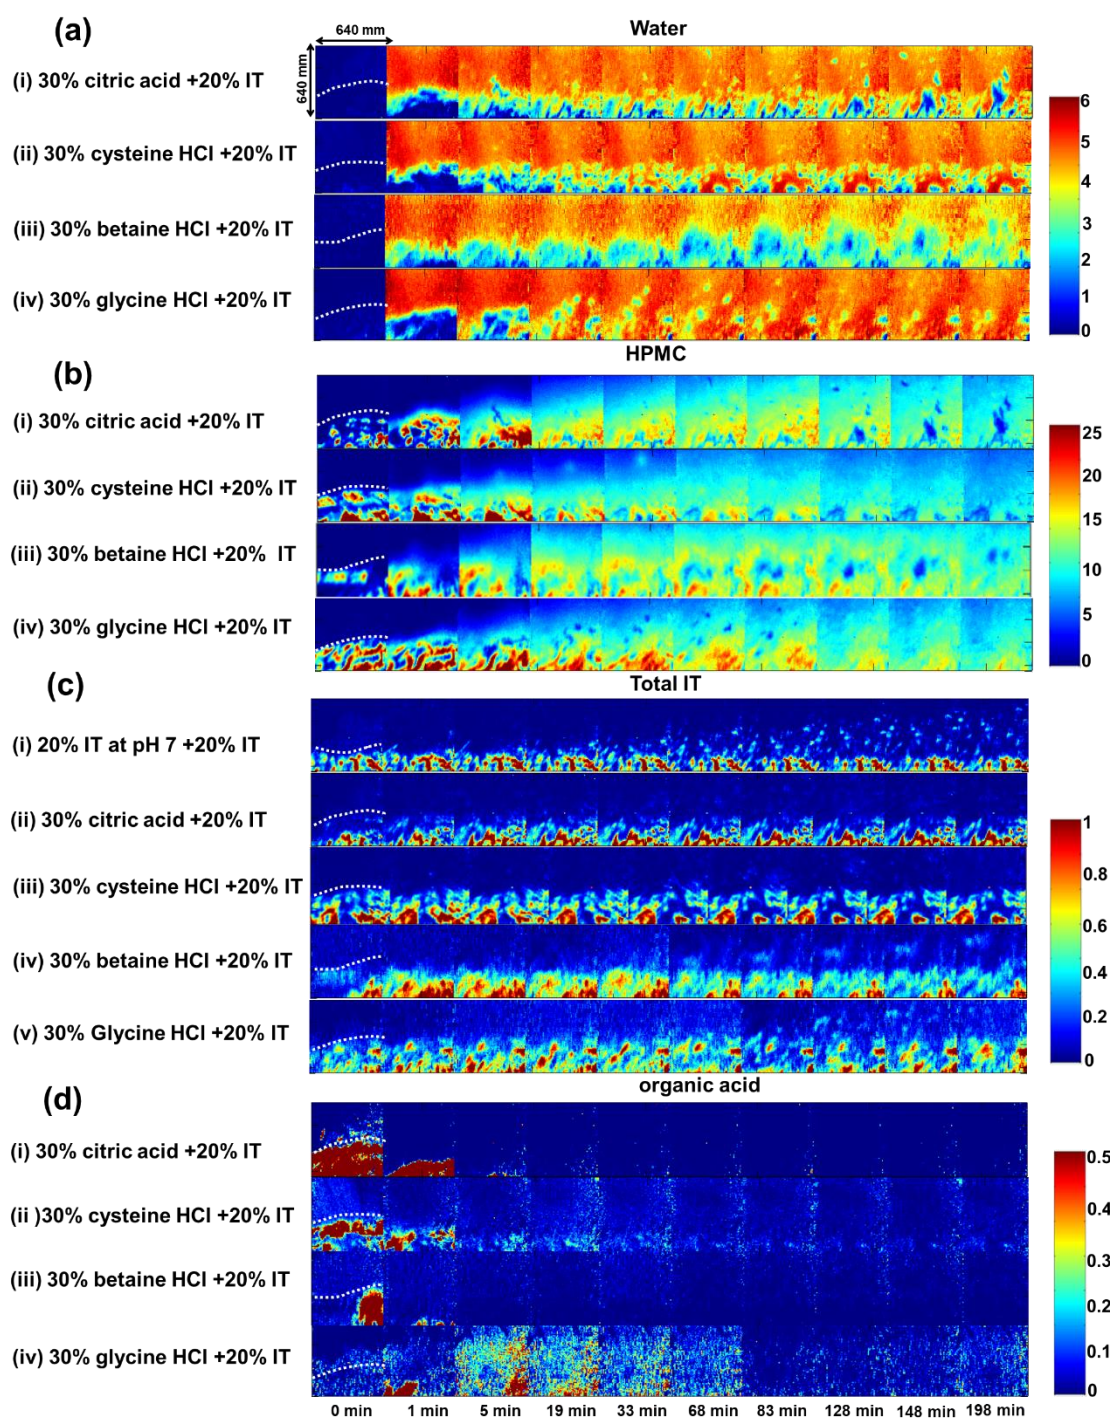 (a)
Water
640 mm
640 mm
(i) 30% citric acid +20% IT
(ii) 30% cysteine HCl +20% IT
(iii) 30% betaine HCl +20% IT
(iv) 30% glycine HCl +20% IT
6
5
4
3
2
1
0
HPMC
(b)
(i) 30% citric acid +20% IT
(ii) 30% cysteine HCl +20% IT
(iii) 30% betaine HCl +20% IT
(iv) 30% glycine HCl +20% IT
25
20
15
10
5
0
(c)
Total IT
(i) 20% IT at pH 7 +20% IT
(ii) 30% citric acid +20% IT
(iii) 30% cysteine HCl +20% IT
(iv) 30% betaine HCl +20% IT
(v) 30% Glycine HCl +20% IT
1
0.8
0.6
0.4
0.2
0
organic acid
(d)
(i) 30% citric acid +20% IT
(ii )30% cysteine HCl +20% IT
(iii) 30% betaine HCl +20% IT
(iv) 30% glycine HCl +20% IT
0.5
0.4
0.3
0.2
0.1
0
0 min 1 min 5 min 19 min 33 min 68 min 83 min 128 min 148 min 198 min